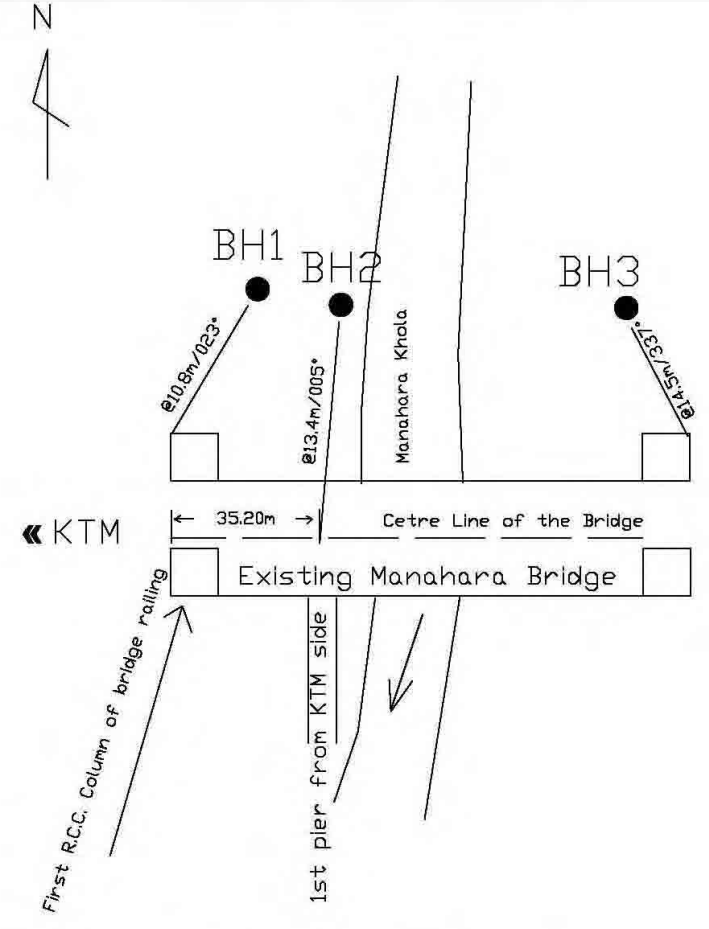 N
BH1
BH2
BH3
@10.8m/023°
@13.4m/005°
Manahara Khola
@14.5m/337°
35.20m
Cetre Line of the Bridge
« KTM
Existing Manahara Bridge
First R.C.C. Column of bridge railing
1st pier from KTM side